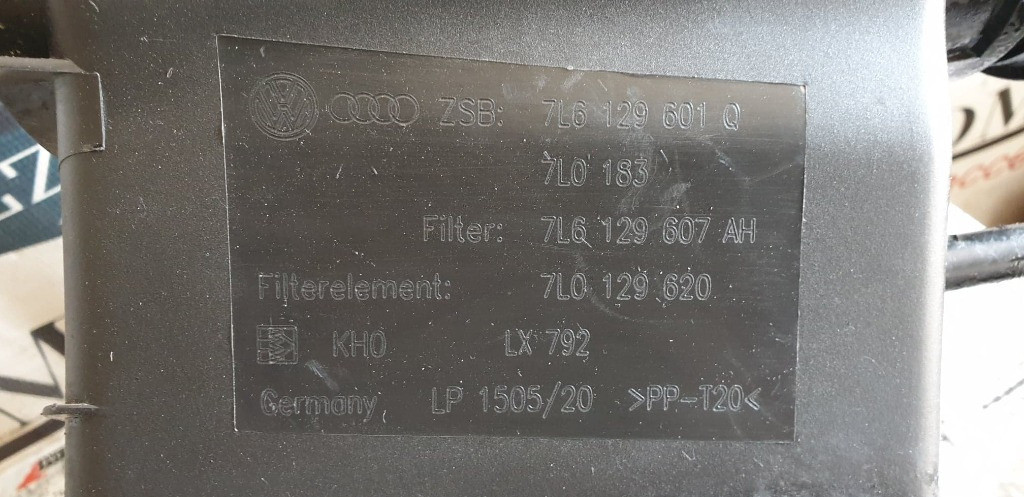 ZSB: 7L6 129 601 Q
7L0 183
Filter: 7L6 129 607 AH
Filterelement: 7L0 129 620
KHO LX 792
Germany LP 1505/20 >PP-T20<